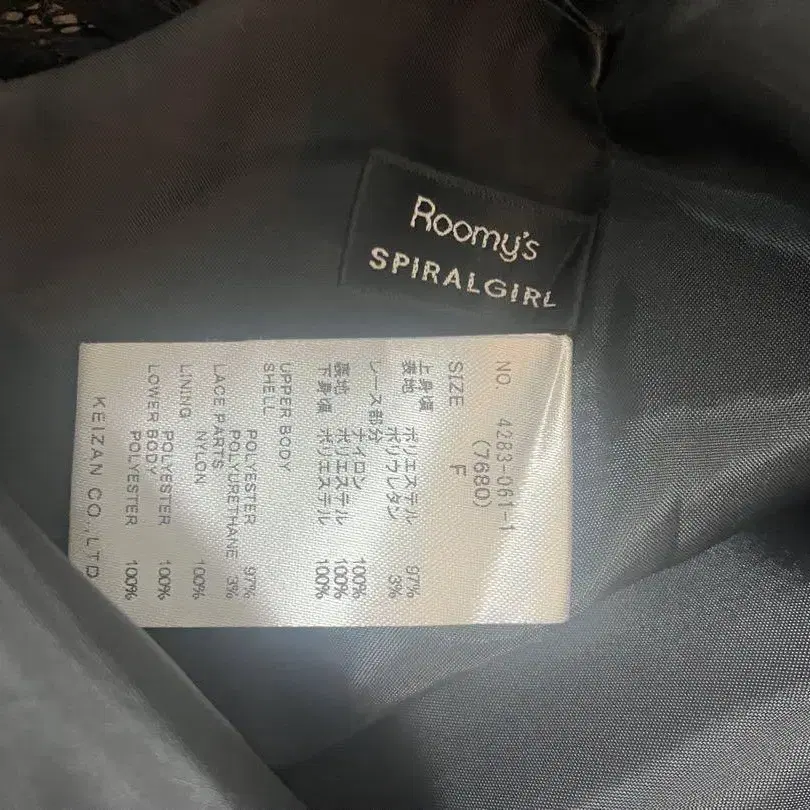 Roomy's
SPIRALGIRL
NO. 4283-061-1
(7680)
SIZE F
上身頃
表地 ポリエステル 97%
ポリウレタン 3%
レース部分
ナイロン 100%
裏地 ポリエステル 100%
下身頃 ポリエステル 100%
UPPER BODY
SHELL
POLYESTER 97%
POLYURETHANE 3%
LACE PARTS
NYLON 100%
LINING
POLYESTER 100%
LOWER BODY
POLYESTER 100%
KEIZAN CO.,LTD